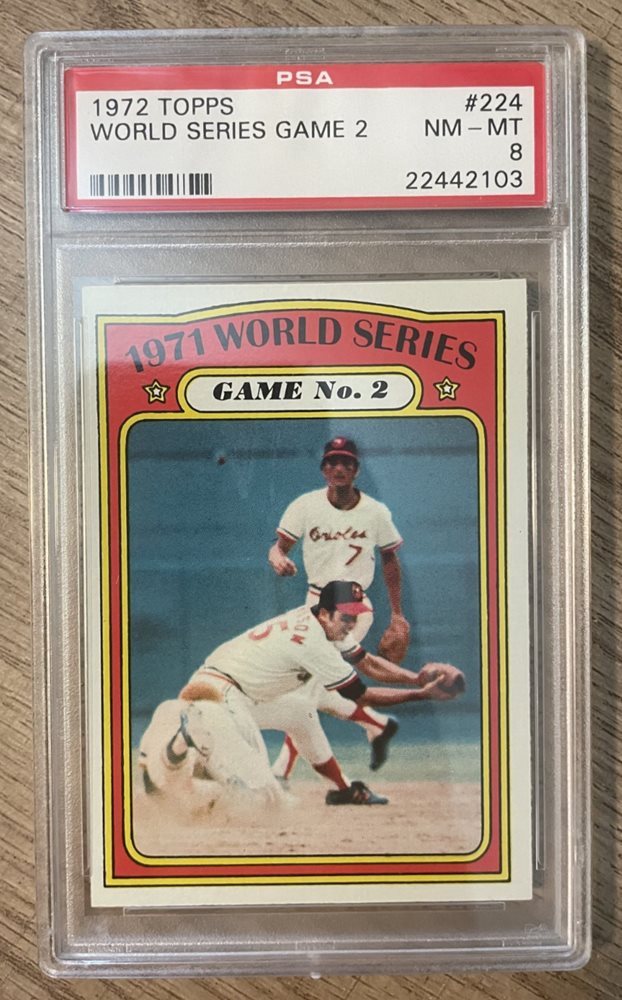 PSA
1972 TOPPS #224
WORLD SERIES GAME 2 NM-MT
8
22442103
1971 WORLD SERIES
GAME No. 2
Orioles
7
5